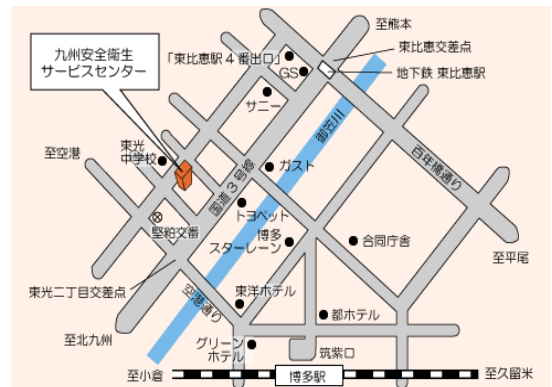 至熊本
九州安全衛生
サービスセンター
「東比恵駅4番出口」
東比恵交差点
GS
地下鉄 東比恵駅
サニー
御笠川
東光
中学校
至空港
ガスト
百年橋通り
国道3号線
トヨペット
堅粕交番
博多
スターレーン
合同庁舎
至平尾
東光二丁目交差点
空港通り
東洋ホテル
都ホテル
至北九州
グリーン
ホテル
筑紫口
至小倉
博多駅
至久留米